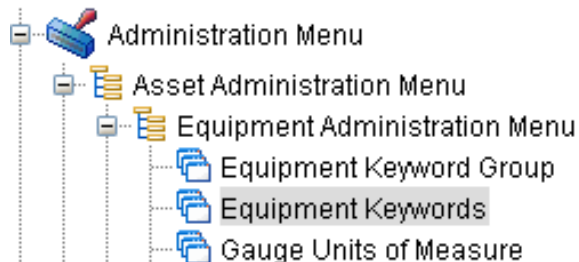 Administration Menu
Asset Administration Menu
Equipment Administration Menu
Equipment Keyword Group
Equipment Keywords
Gauge Units of Measure